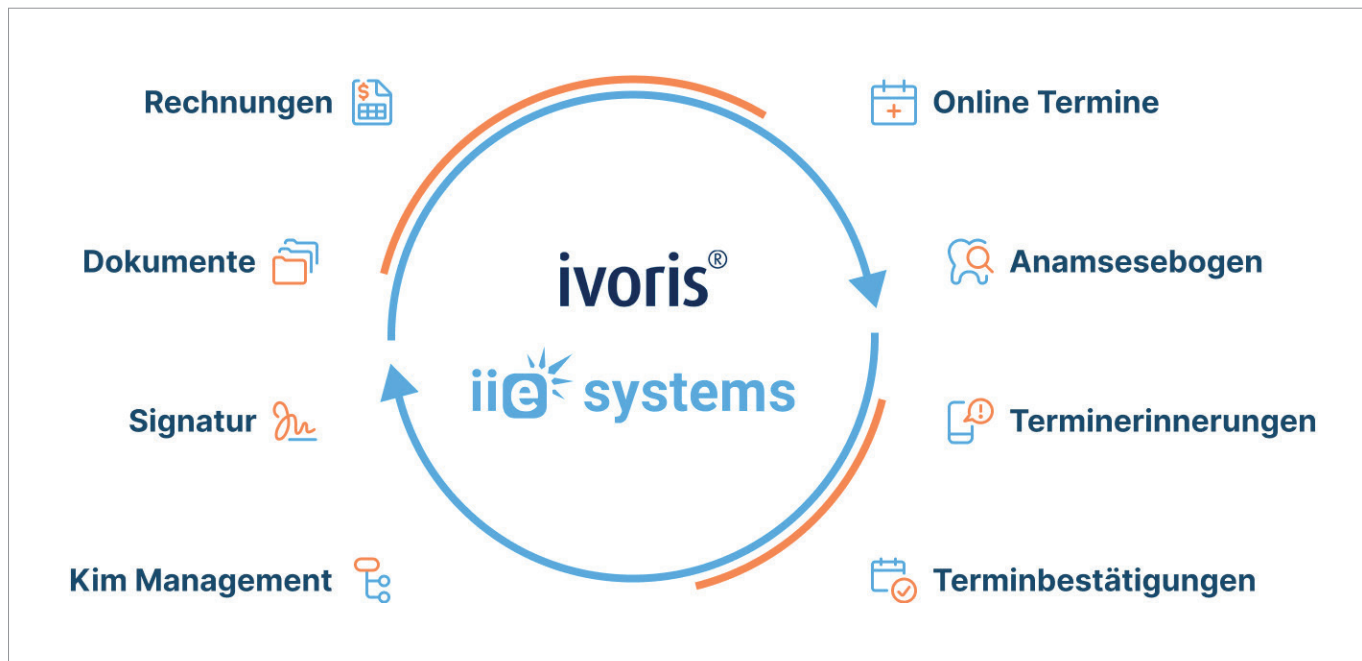 Rechnungen
Online Termine
Dokumente
Anamsesebogen
ivoris®
iie systems
Signatur
Terminerinnerungen
Kim Management
Terminbestätigungen